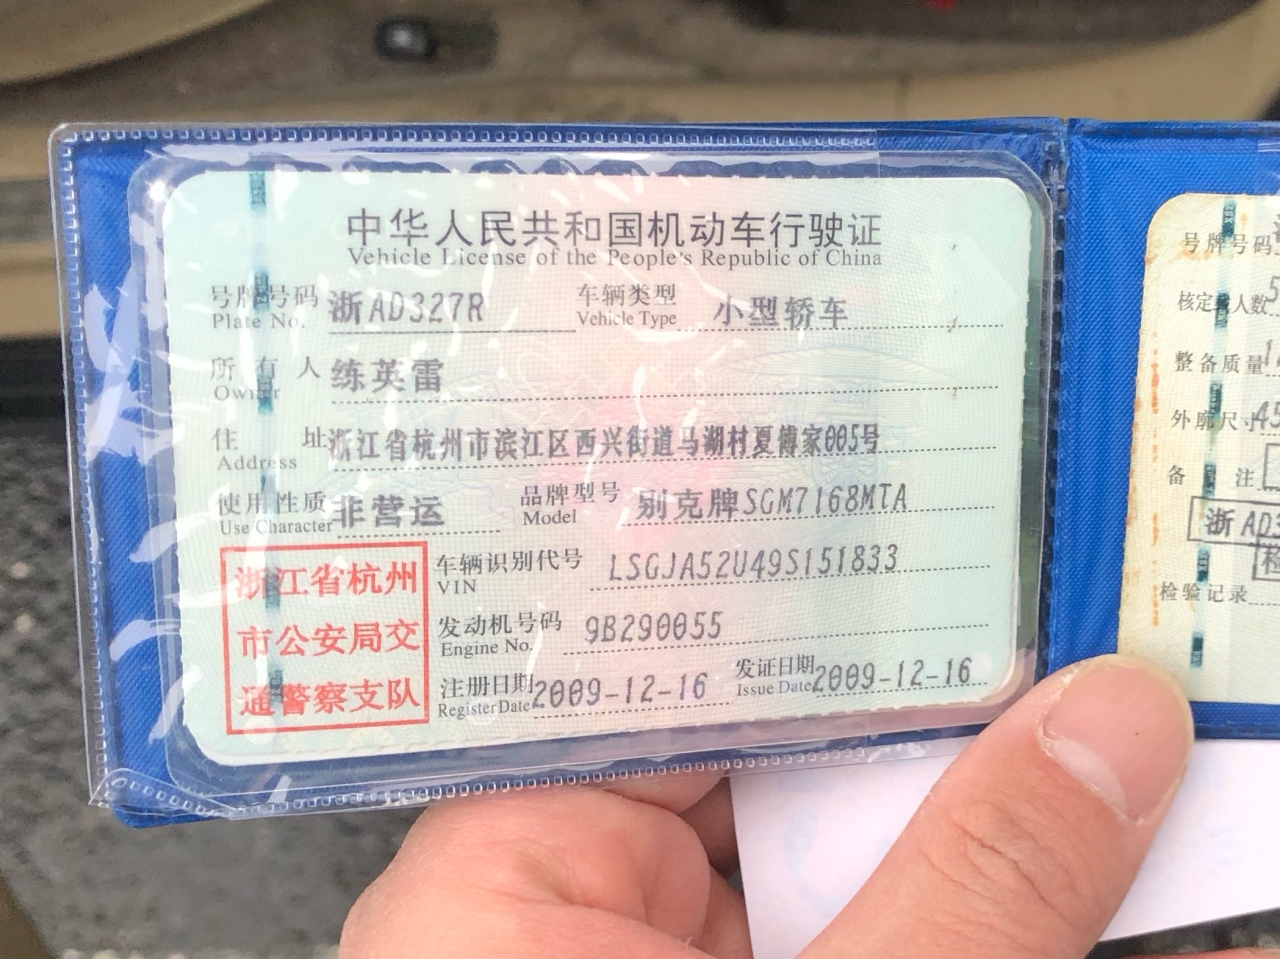 中华人民共和国机动车行驶证
Vehicle License of the People's Republic of China
号牌号码 浙AD327R 车辆类型 小型轿车
Plate No. Vehicle Type
所有人 练英雷
Owner
住址 浙江省杭州市滨江区西兴街道马湖村夏傅家005号
Address
使用性质 非营运 品牌型号 别克牌SGM7168MTA
Use Character Model
浙江省杭州
市公安局交
通警察支队
车辆识别代号 LSGJA52U49S151833
VIN
发动机号码 9B290055
Engine No.
注册日期 2009-12-16 发证日期 2009-12-16
Register Date Issue Date
号牌号码
核定载人数 5
整备质量
外廓尺
备注
浙AD3
检
检验记录